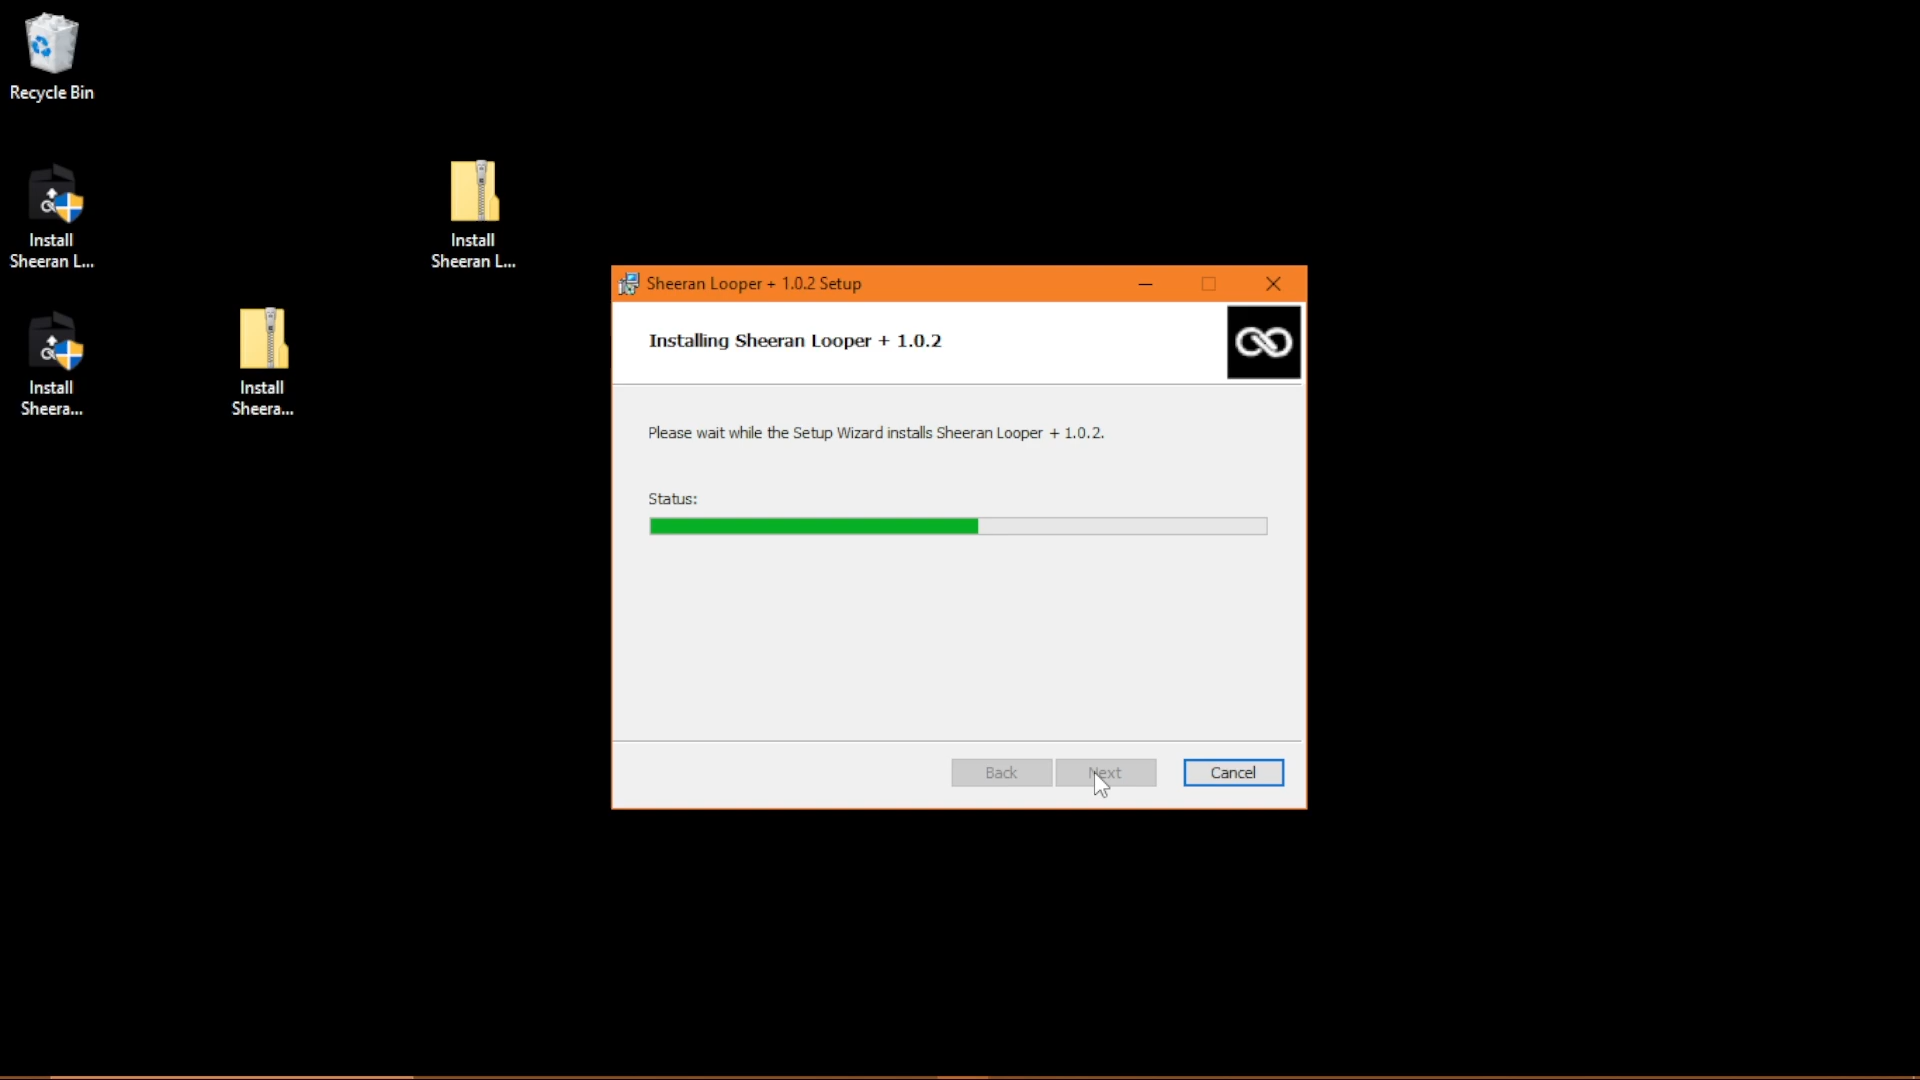 Recycle Bin
Install
Sheeran L...
Install
Sheeran L...
Install
Sheera...
Install
Sheera...
Sheeran Looper + 1.0.2 Setup
Installing Sheeran Looper + 1.0.2
Please wait while the Setup Wizard installs Sheeran Looper + 1.0.2.
Status:
Back
Next
Cancel